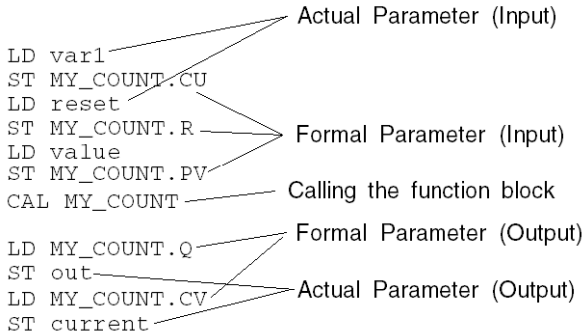 Actual Parameter (Input)
LD var1
ST MY_COUNT.CU
LD reset
ST MY_COUNT.R
Formal Parameter (Input)
LD value
ST MY_COUNT.PV
CAL MY_COUNT
Calling the function block
Formal Parameter (Output)
LD MY_COUNT.Q
ST out
LD MY_COUNT.CV
Actual Parameter (Output)
ST current